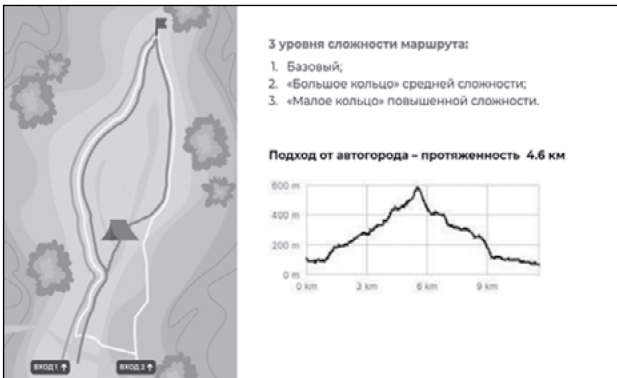 3 уровня сложности маршрута:
1. Базовый;
2. «Большое кольцо» средней сложности;
3. «Малое кольцо» повышенной сложности.
Подход от автогорода – протяженность 4.6 км
600 m
400 m
200 m
0 m
0 km 3 km 6 km 9 km
ВХОД 1 ВХОД 2